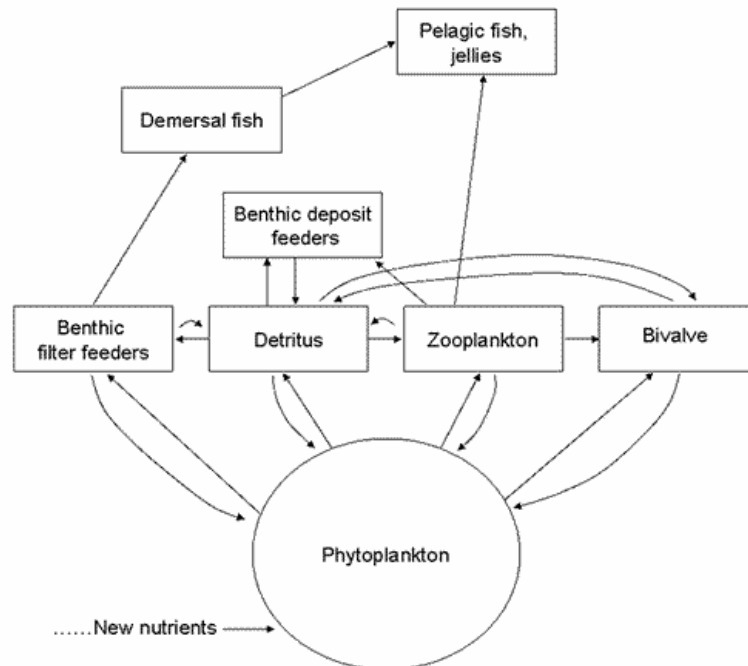 Pelagic fish,
jellies
Demersal fish
Benthic deposit
feeders
Benthic
filter feeders
Detritus
Zooplankton
Bivalve
Phytoplankton
......New nutrients